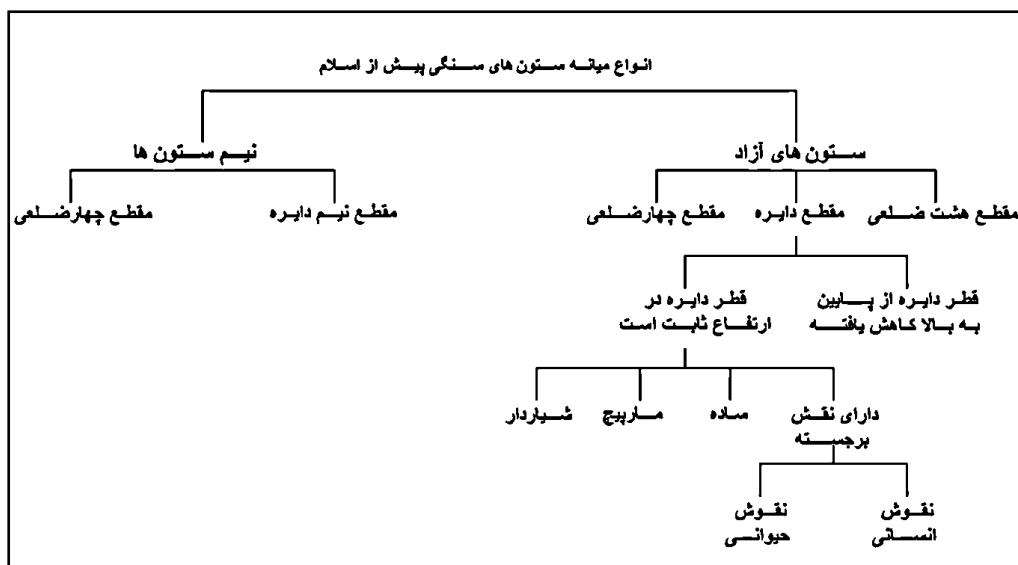 انواع میانه ستون های سنگی پیش از اسلام
ستون های آزاد
نیم ستون ها
مقطع هشت ضلعی
مقطع دایره
مقطع چهارضلعی
مقطع نیم دایره
مقطع چهارضلعی
قطر دایره از پایین
به بالا کاهش یافته
قطر دایره در
ارتفاع ثابت است
دارای نقش
برجسته
ساده
مارپیچ
شیاردار
نقوش
انسانی
نقوش
حیوانی